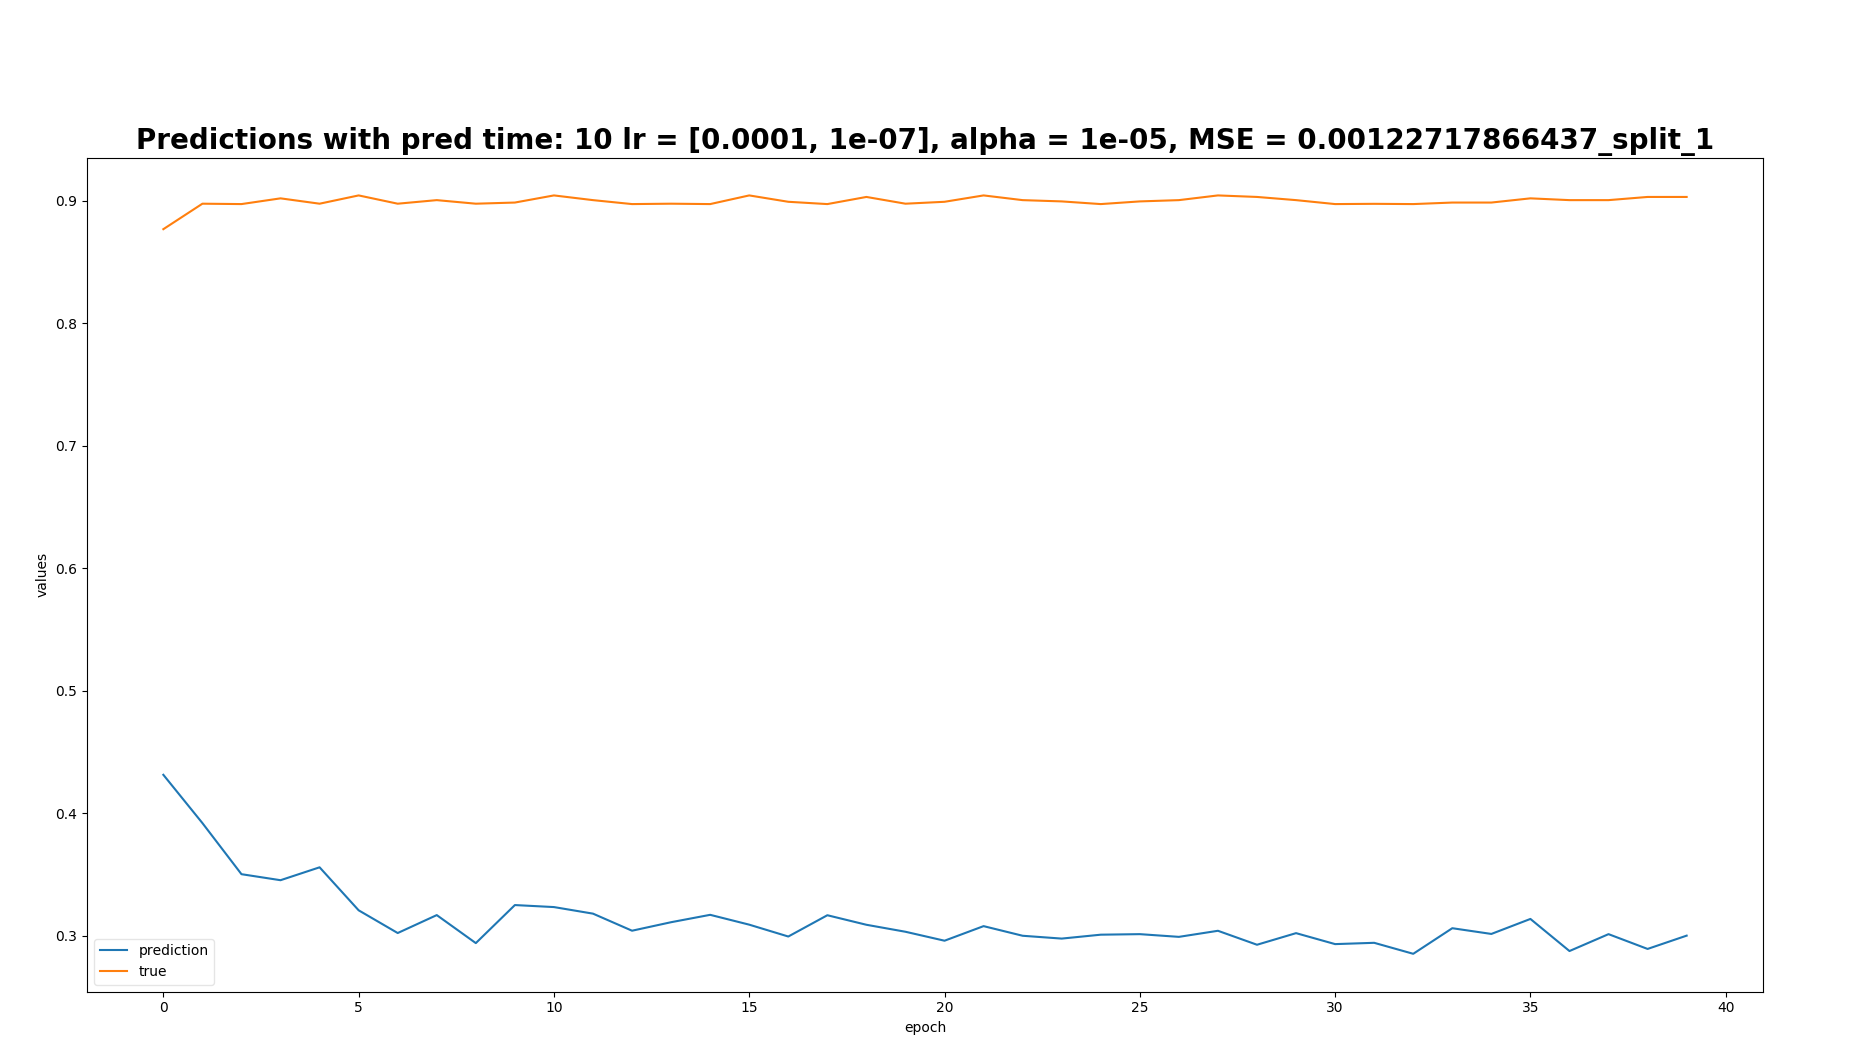 Predictions with pred time: 10 lr = [0.0001, 1e-07], alpha = 1e-05, MSE = 0.00122717866437_split_1
0.9
0.8
0.7
0.6
0.5
0.4
0.3
values
prediction
true
0 5 10 15 20 25 30 35 40
epoch